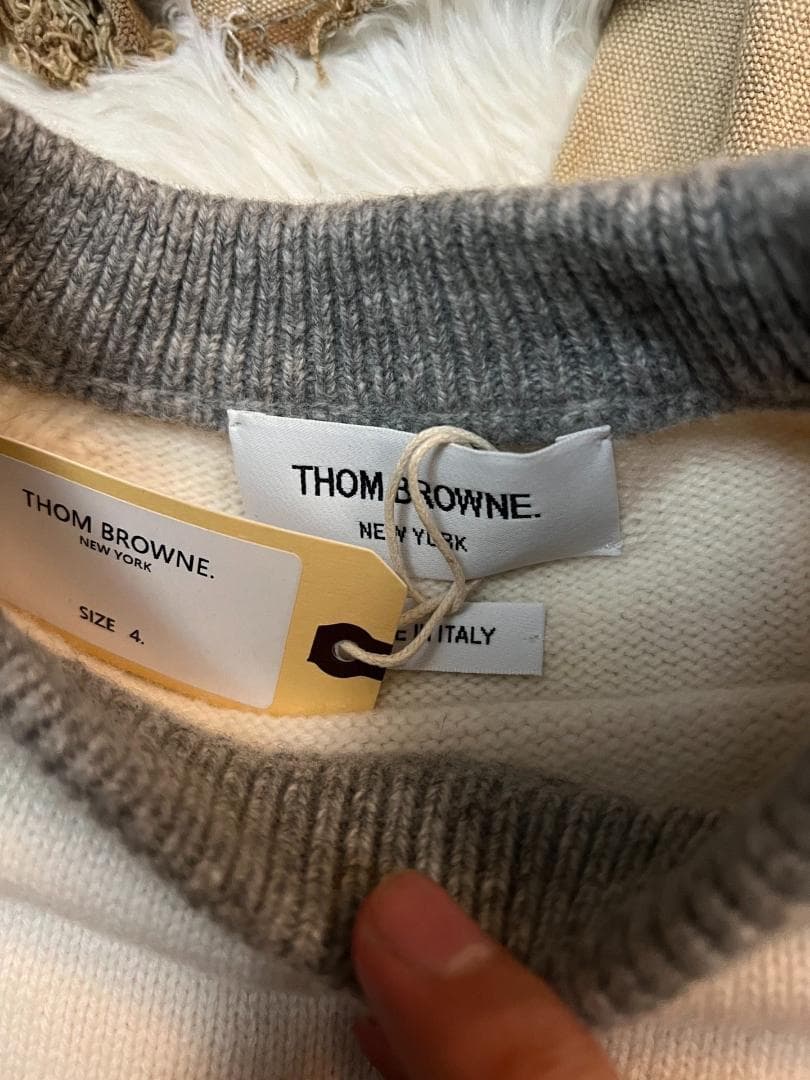 THOM BROWNE.
NEW YORK
SIZE 4.
THOM BROWNE.
NEW YORK
IN ITALY